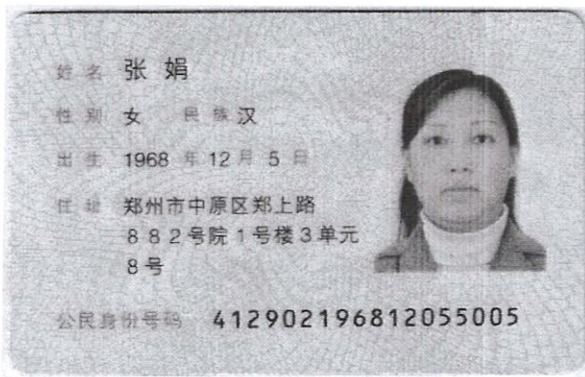 姓名 张娟
性别 女 民族 汉
出生 1968 年 12 月 5 日
住址 郑州市中原区郑上路
882号院1号楼3单元
8号
公民身份号码 412902196812055005